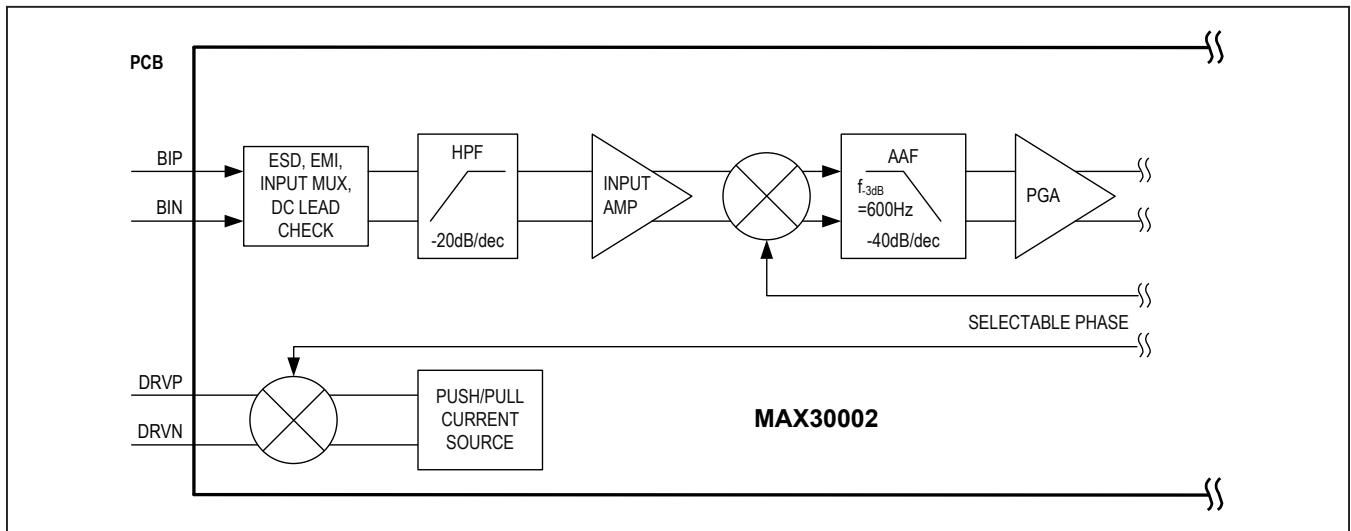 PCB
BIP
BIN
ESD, EMI,
INPUT MUX,
DC LEAD
CHECK
HPF
-20dB/dec
INPUT
AMP
AAF
f-3dB
=600Hz
-40dB/dec
PGA
SELECTABLE PHASE
DRVP
DRVN
PUSH/PULL
CURRENT
SOURCE
MAX30002